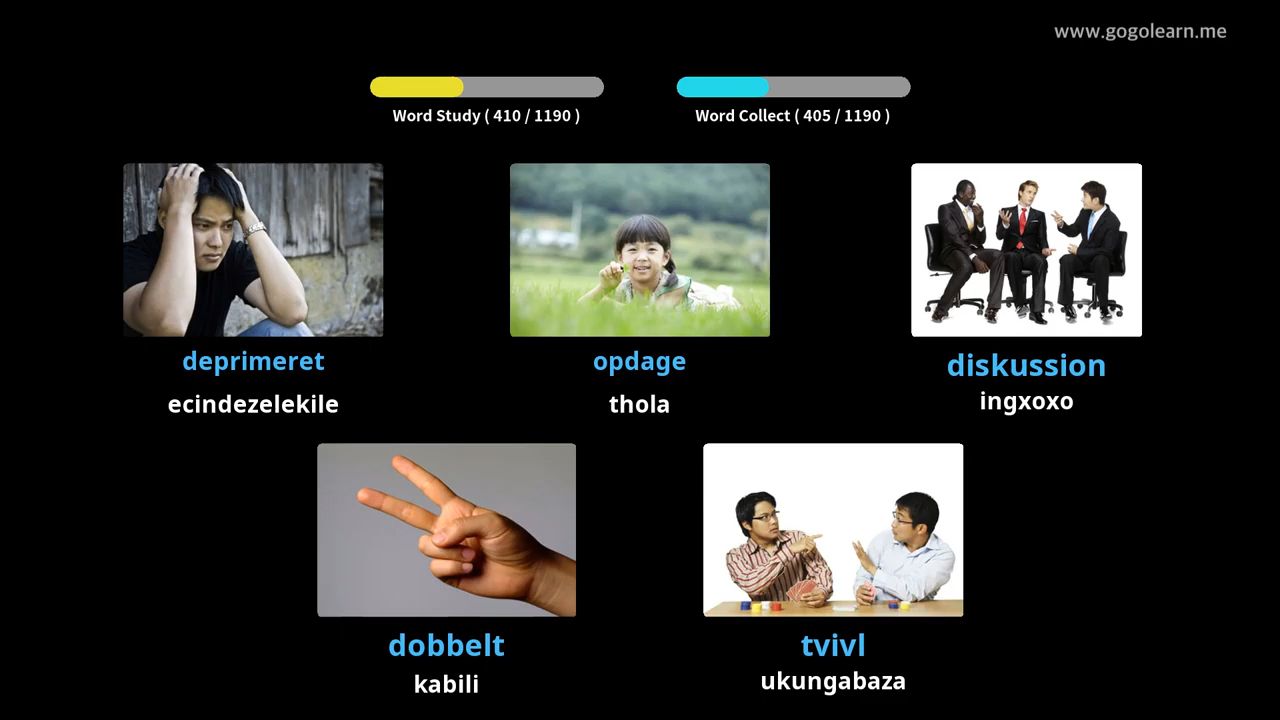 www.gogolearn.me
Word Study ( 410 / 1190 )
Word Collect ( 405 / 1190 )
deprimeret
ecindezelekile
opdage
thola
diskussion
ingxoxo
dobbelt
kabili
tvivl
ukungabaza